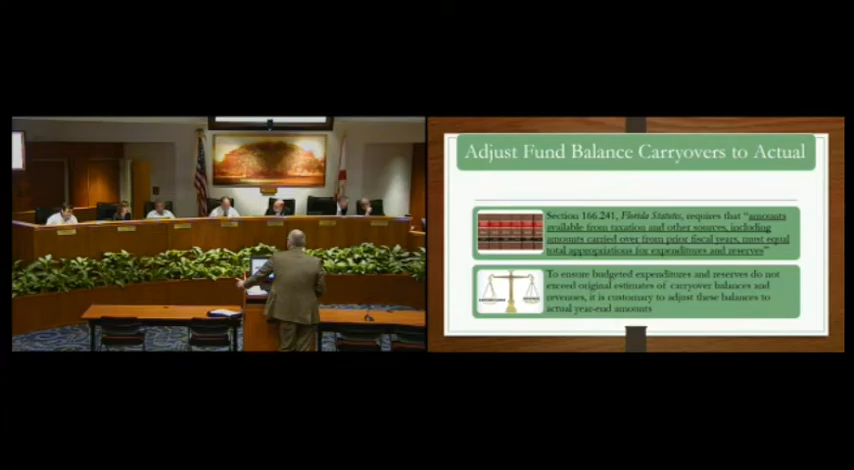 Adjust Fund Balance Carryovers to Actual
Section 166.241, Florida Statutes, requires that "amounts
available from taxation and other sources, including
amounts carried over from prior fiscal years, must equal
total appropriations for expenditures and reserves"
To ensure budgeted expenditures and reserves do not
exceed original estimates of carryover balances and
revenues, it is customary to adjust these balances to
actual year-end amounts